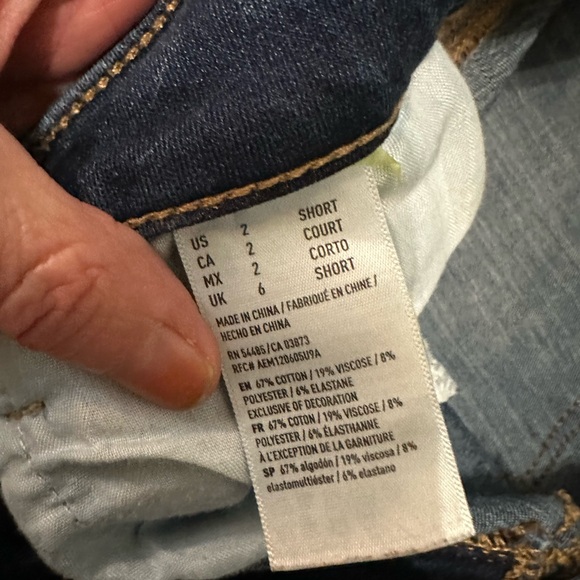 US 2 SHORT
CA 2 COURT
MX 2 CORTO
UK 6 SHORT
MADE IN CHINA / FABRIQUÉ EN CHINE /
HECHO EN CHINA
RN 54485 / CA 03873
RFC# AEM120605U9A
EN 67% COTTON / 19% VISCOSE / 8%
POLYESTER / 6% ELASTANE
EXCLUSIVE OF DECORATION
FR 67% COTON / 19% VISCOSE / 8%
POLYESTER / 6% ÉLASTHANNE
À L'EXCEPTION DE LA GARNITURE
SP 67% algodón / 19% viscosa / 8%
elastomultiéster / 6% elastano